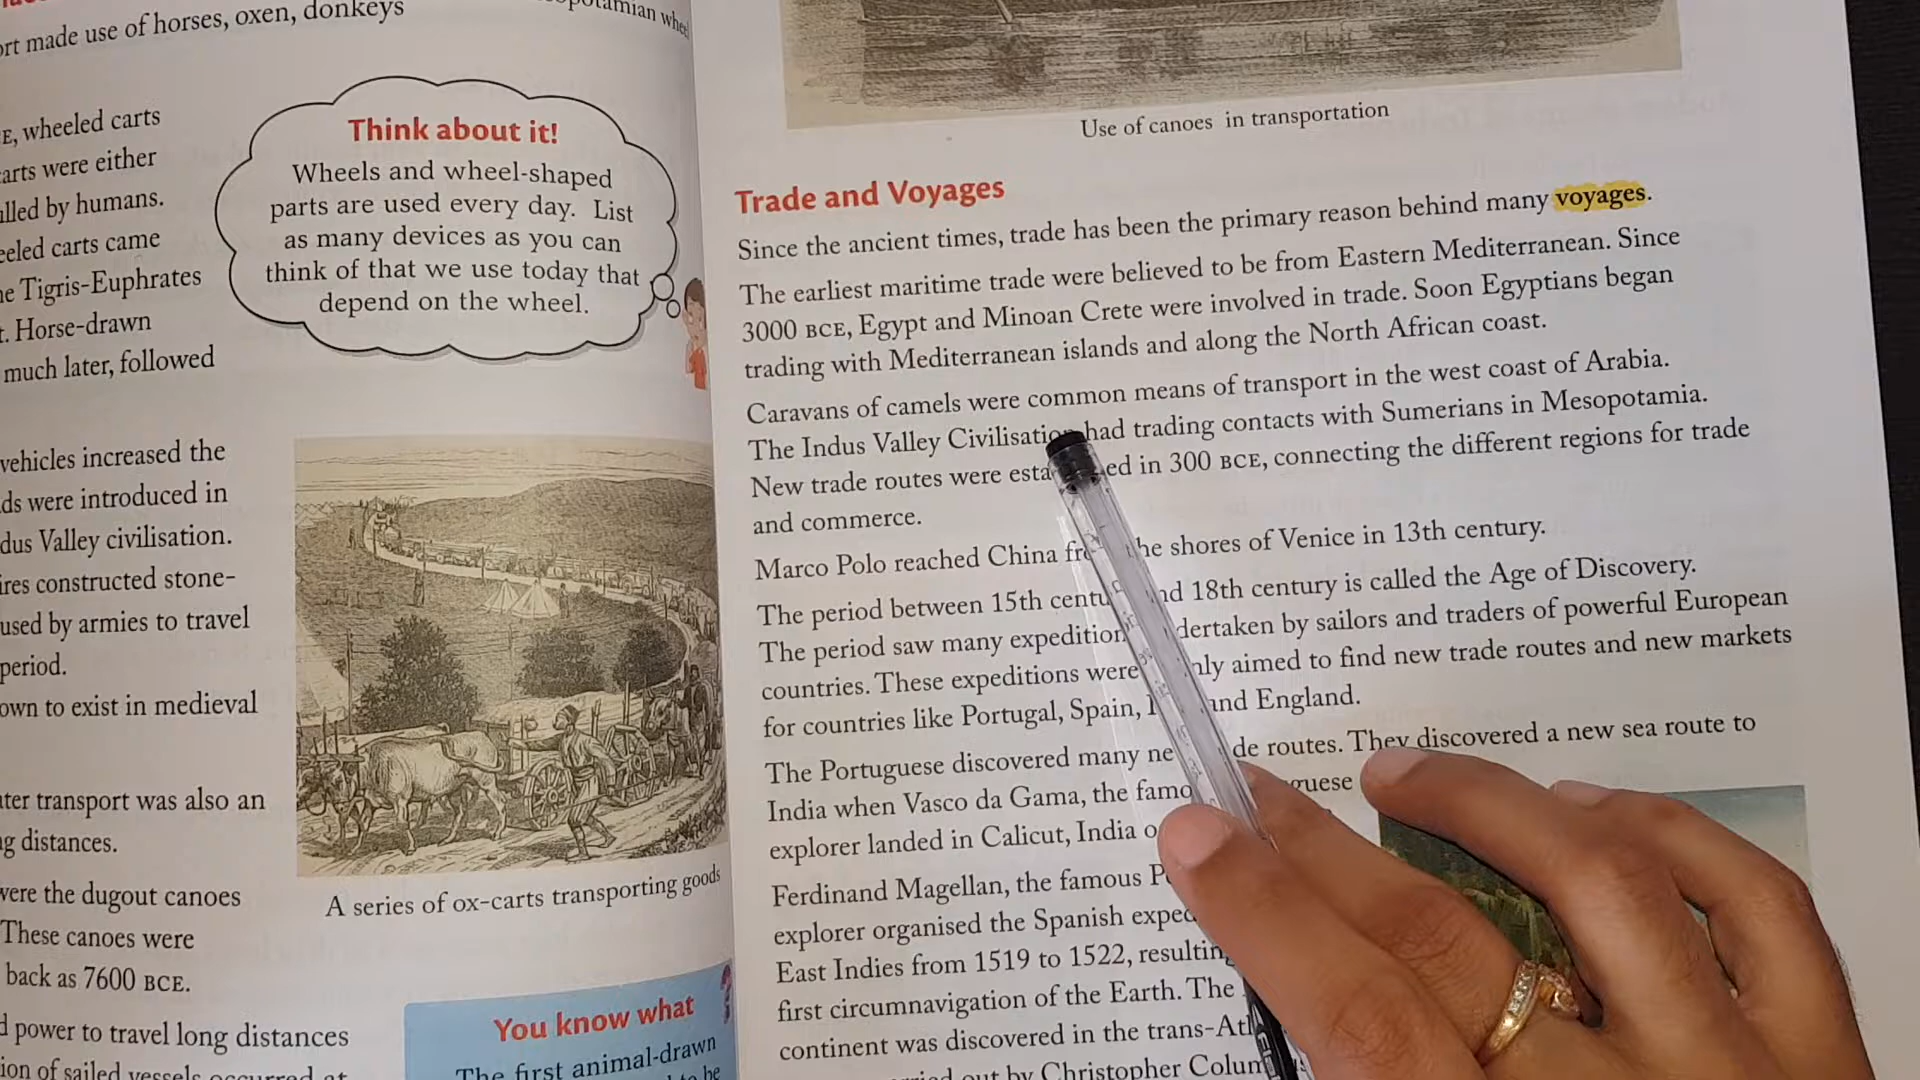 ort made use of horses, oxen, donkeys
E, wheeled carts
arts were either
lled by humans.
eeled carts came
e Tigris-Euphrates
t. Horse-drawn
much later, followed
Think about it!
Wheels and wheel-shaped
parts are used every day. List
as many devices as you can
think of that we use today that
depend on the wheel.
vehicles increased the
ds were introduced in
dus Valley civilisation.
ires constructed stone-
used by armies to travel
period.
own to exist in medieval
A series of ox-carts transporting goods
ater transport was also an
g distances.
were the dugout canoes
These canoes were
back as 7600 BCE.
d power to travel long distances
ion of sailed vessels occurred at
You know what
The first animal-drawn
to be
Use of canoes in transportation
Trade and Voyages
Since the ancient times, trade has been the primary reason behind many voyages.
The earliest maritime trade were believed to be from Eastern Mediterranean. Since
3000 BCE, Egypt and Minoan Crete were involved in trade. Soon Egyptians began
trading with Mediterranean islands and along the North African coast.
Caravans of camels were common means of transport in the west coast of Arabia.
The Indus Valley Civilisation had trading contacts with Sumerians in Mesopotamia.
New trade routes were esta ed in 300 BCE, connecting the different regions for trade
and commerce.
Marco Polo reached China fr he shores of Venice in 13th century.
The period between 15th centu nd 18th century is called the Age of Discovery.
The period saw many expedition dertaken by sailors and traders of powerful European
countries. These expeditions were nly aimed to find new trade routes and new markets
for countries like Portugal, Spain, and England.
The Portuguese discovered many ne de routes. They discovered a new sea route to
India when Vasco da Gama, the famo guese
explorer landed in Calicut, India o
Ferdinand Magellan, the famous P
explorer organised the Spanish exped
East Indies from 1519 to 1522, resulting
first circumnavigation of the Earth. The
continent was discovered in the trans-Atl
ried out by Christopher Colum